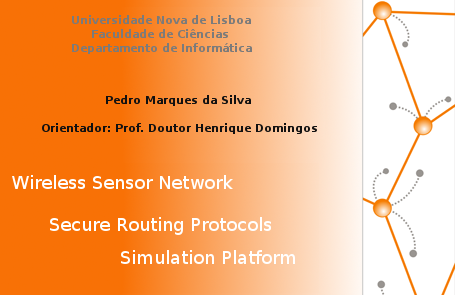 Universidade Nova de Lisboa
Faculdade de Ciências
Departamento de Informática
Pedro Marques da Silva
Orientador: Prof. Doutor Henrique Domingos
Wireless Sensor Network
Secure Routing Protocols
Simulation Platform